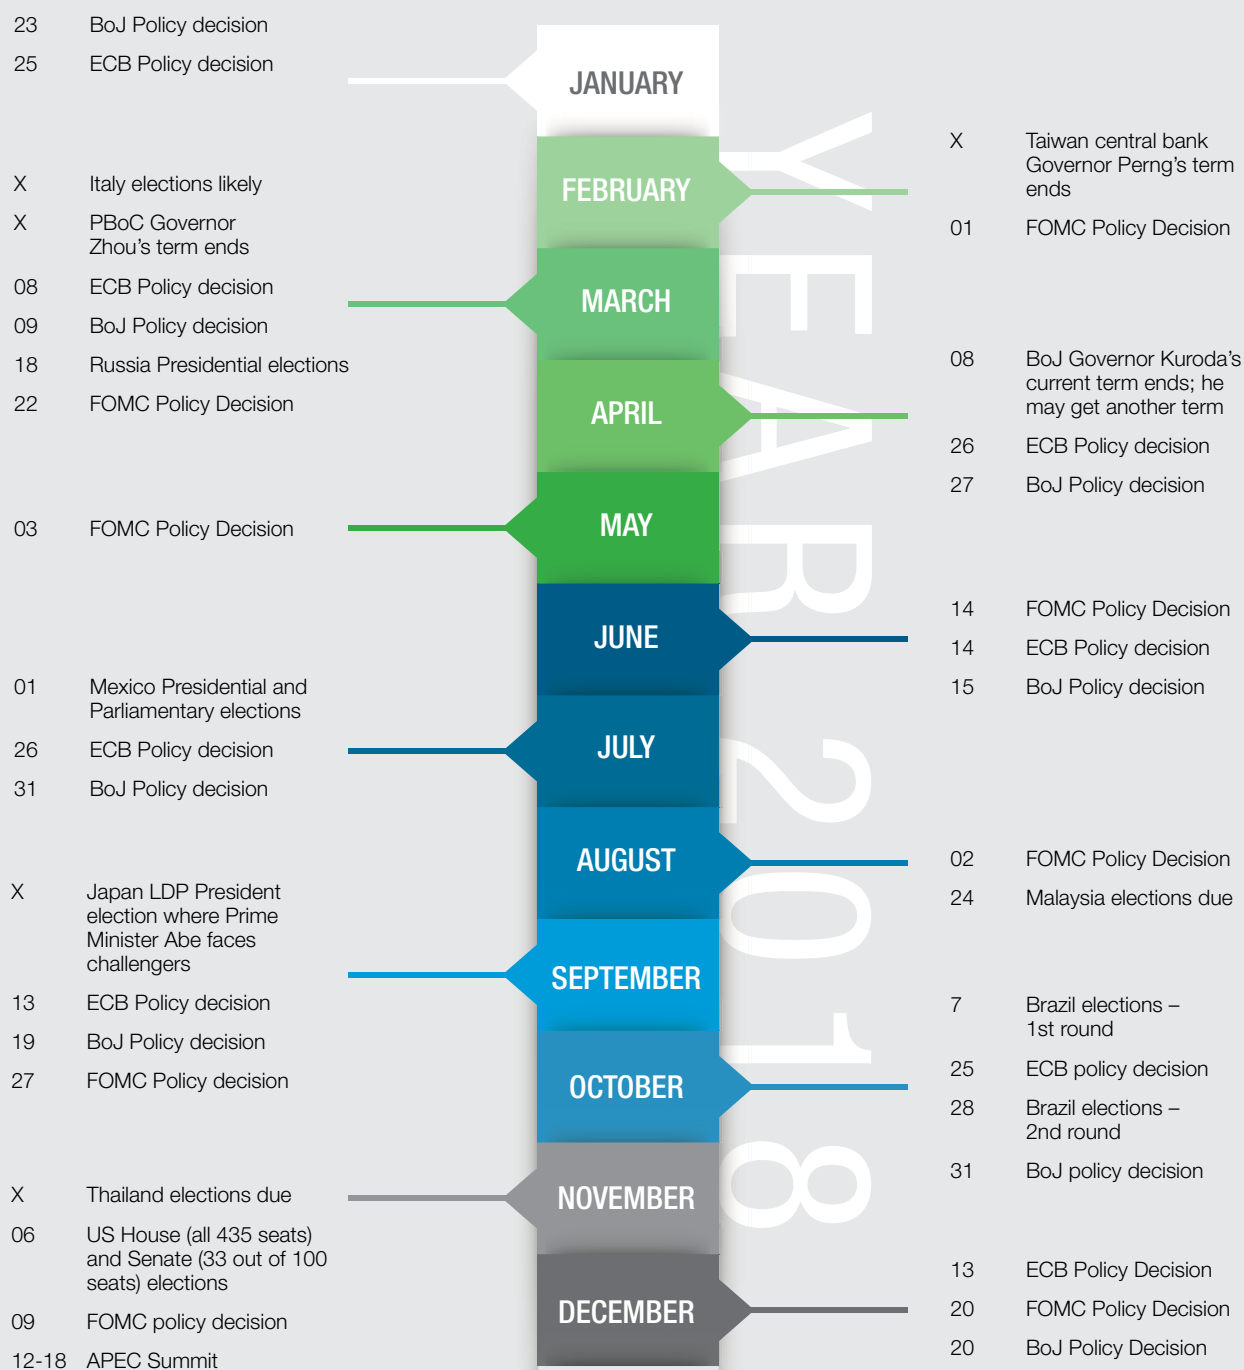 23 BoJ Policy decision
25 ECB Policy decision
JANUARY
X Taiwan central bank
Governor Perng's term
ends
01 FOMC Policy Decision
FEBRUARY
X Italy elections likely
X PBoC Governor
Zhou's term ends
08 ECB Policy decision
09 BoJ Policy decision
18 Russia Presidential elections
22 FOMC Policy Decision
MARCH
08 BoJ Governor Kuroda's
current term ends; he
may get another term
26 ECB Policy decision
27 BoJ Policy decision
APRIL
03 FOMC Policy Decision
MAY
14 FOMC Policy Decision
14 ECB Policy decision
15 BoJ Policy decision
JUNE
01 Mexico Presidential and
Parliamentary elections
26 ECB Policy decision
31 BoJ Policy decision
JULY
02 FOMC Policy Decision
24 Malaysia elections due
AUGUST
X Japan LDP President
election where Prime
Minister Abe faces
challengers
13 ECB Policy decision
19 BoJ Policy decision
27 FOMC Policy decision
SEPTEMBER
7 Brazil elections –
1st round
25 ECB policy decision
28 Brazil elections –
2nd round
31 BoJ policy decision
OCTOBER
X Thailand elections due
06 US House (all 435 seats)
and Senate (33 out of 100
seats) elections
09 FOMC policy decision
12-18 APEC Summit
NOVEMBER
13 ECB Policy Decision
20 FOMC Policy Decision
20 BoJ Policy Decision
DECEMBER
YEAR 2018